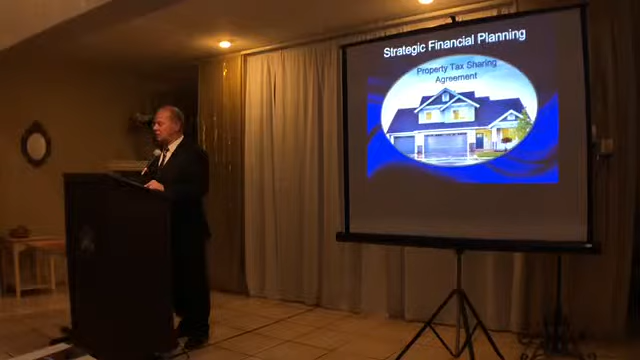 Strategic Financial Planning
Property Tax Sharing
Agreement